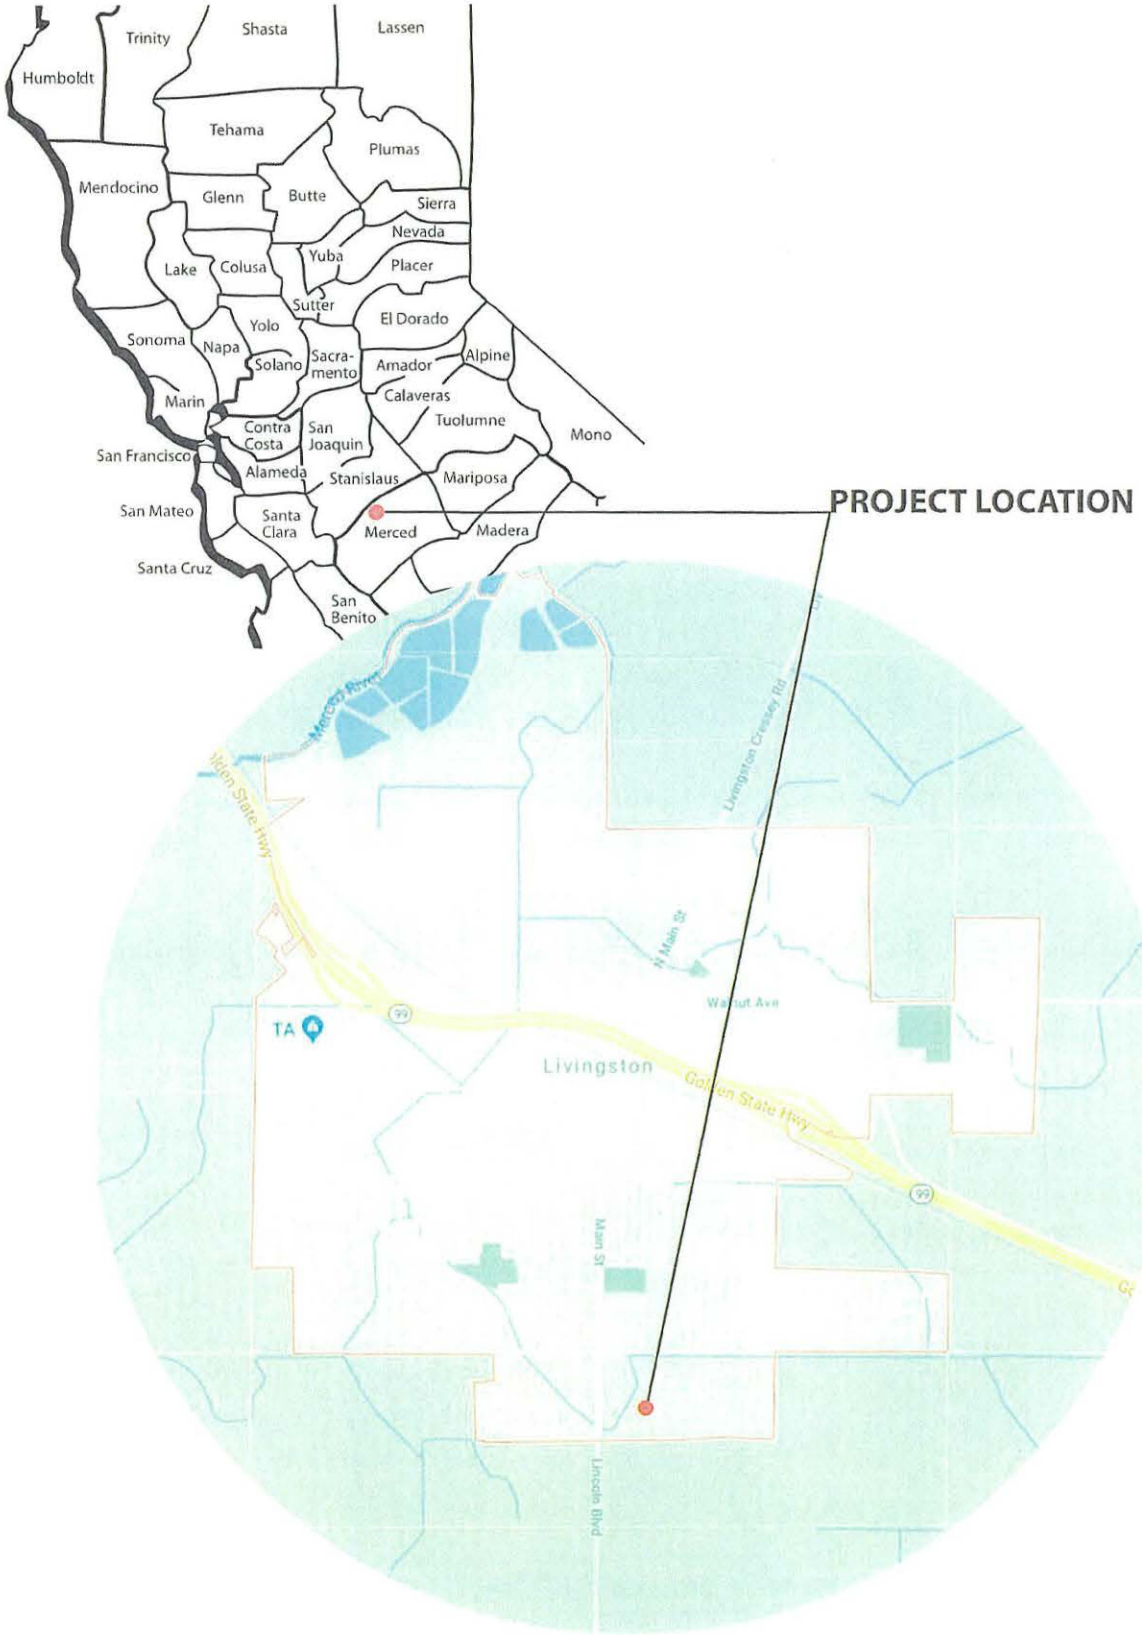 Trinity
Shasta
Lassen
Humboldt
Tehama
Plumas
Mendocino
Glenn
Butte
Sierra
Nevada
Yuba
Placer
Lake
Colusa
Sutter
El Dorado
Yolo
Sonoma
Napa
Solano
Sacra-
mento
Amador
Alpine
Calaveras
Marin
Tuolumne
Contra
Costa
San
Joaquin
Mono
San Francisco
Alameda
Stanislaus
Mariposa
PROJECT LOCATION
San Mateo
Santa
Clara
Merced
Madera
Santa Cruz
San
Benito
Merced River
Livingston Cressey Rd
lden State Hwy
N Main St
Walnut Ave
99
TA
Livingston
Golden State Hwy
99
Main St
Go
Lincoln Blvd